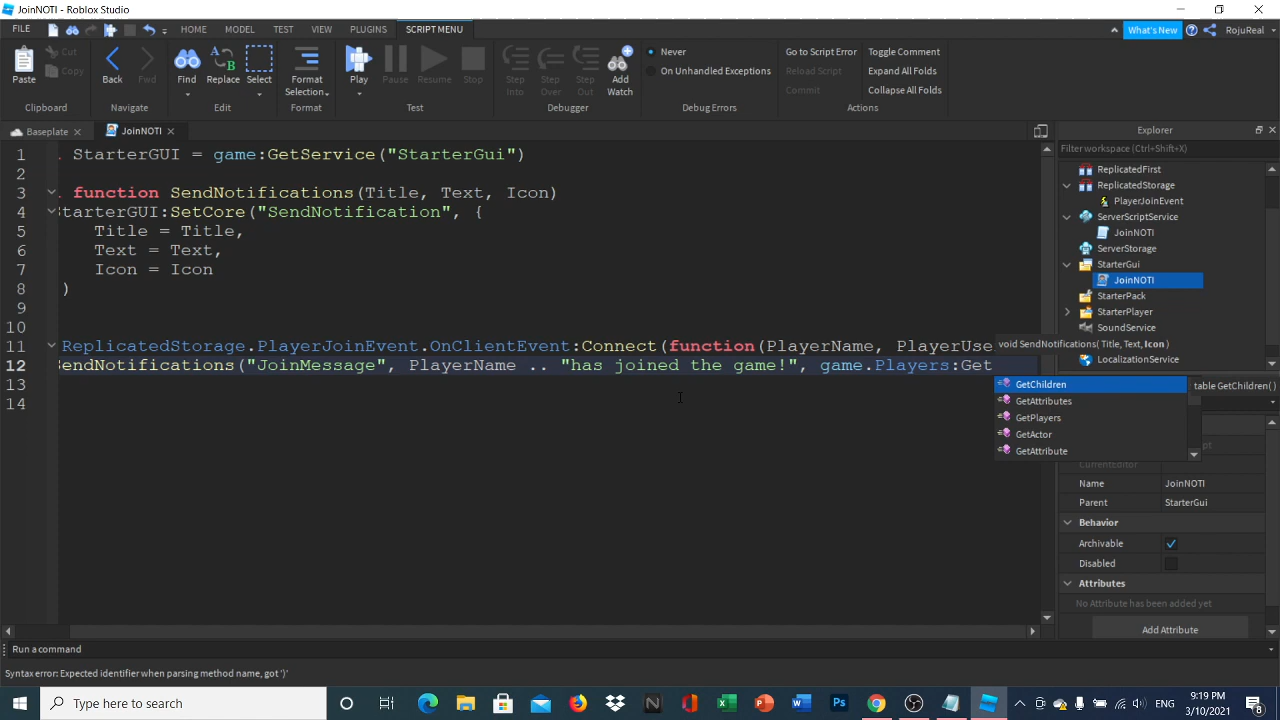 JoinNOTI - Roblox Studio
FILE HOME MODEL TEST VIEW PLUGINS SCRIPT MENU What's New RojuReal
Cut
Copy
Paste Back Fwd Find Replace Select Format Selection Play Pause Resume Stop Step Into Step Over Step Out Add Watch
Never
On Unhandled Exceptions
Go to Script Error Toggle Comment
Reload Script Expand All Folds
Commit Collapse All Folds
Clipboard Navigate Edit Format Test Debugger Debug Errors Actions
Baseplate JoinNOTI
Explorer
Filter workspace (Ctrl+Shift+X)
ReplicatedFirst
ReplicatedStorage
PlayerJoinEvent
ServerScriptService
JoinNOTI
ServerStorage
StarterGui
JoinNOTI
StarterPack
StarterPlayer
SoundService
LocalizationService
1 StarterGUI = game:GetService("StarterGui")
2
3 function SendNotifications(Title, Text, Icon)
4 StarterGUI:SetCore("SendNotification", {
5 Title = Title,
6 Text = Text,
7 Icon = Icon
8 )
9
10
11 ReplicatedStorage.PlayerJoinEvent.OnClientEvent:Connect(function(PlayerName, PlayerUse
12 SendNotifications("JoinMessage", PlayerName .. "has joined the game!", game.Players:Get
13
14
void SendNotifications( Title, Text, Icon )
GetChildren
GetAttributes
GetPlayers
GetActor
GetAttribute
table GetChildren( )
CurrentEditor
Name JoinNOTI
Parent StarterGui
Behavior
Archivable
Disabled
Attributes
No Attribute has been added yet
Add Attribute
Run a command
Syntax error: Expected identifier when parsing method name, got ')'
Type here to search
ENG
9:19 PM
3/10/2021